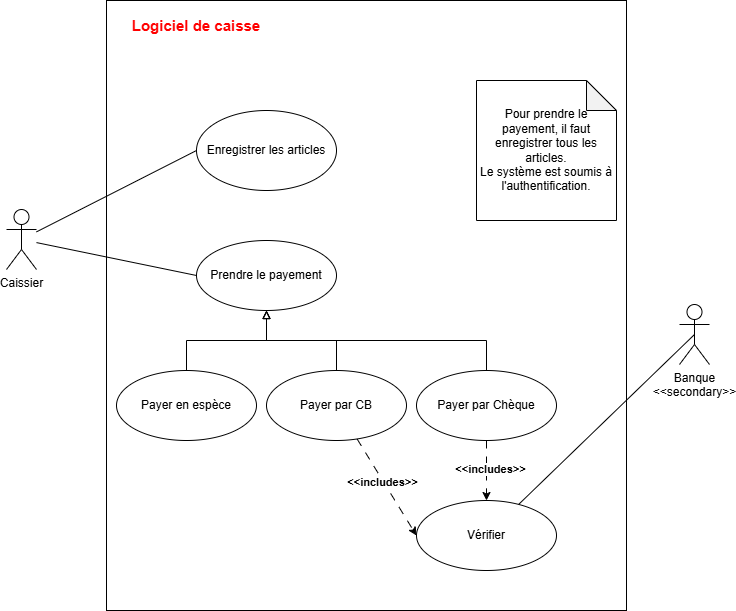 Logiciel de caisse
Pour prendre le
payement, il faut
enregistrer tous les
articles.
Le système est soumis à
l'authentification.
Enregistrer les articles
Caissier
Prendre le payement
Banque
<<secondary>>
Payer en espèce
Payer par CB
Payer par Chèque
<<includes>>
<<includes>>
Vérifier